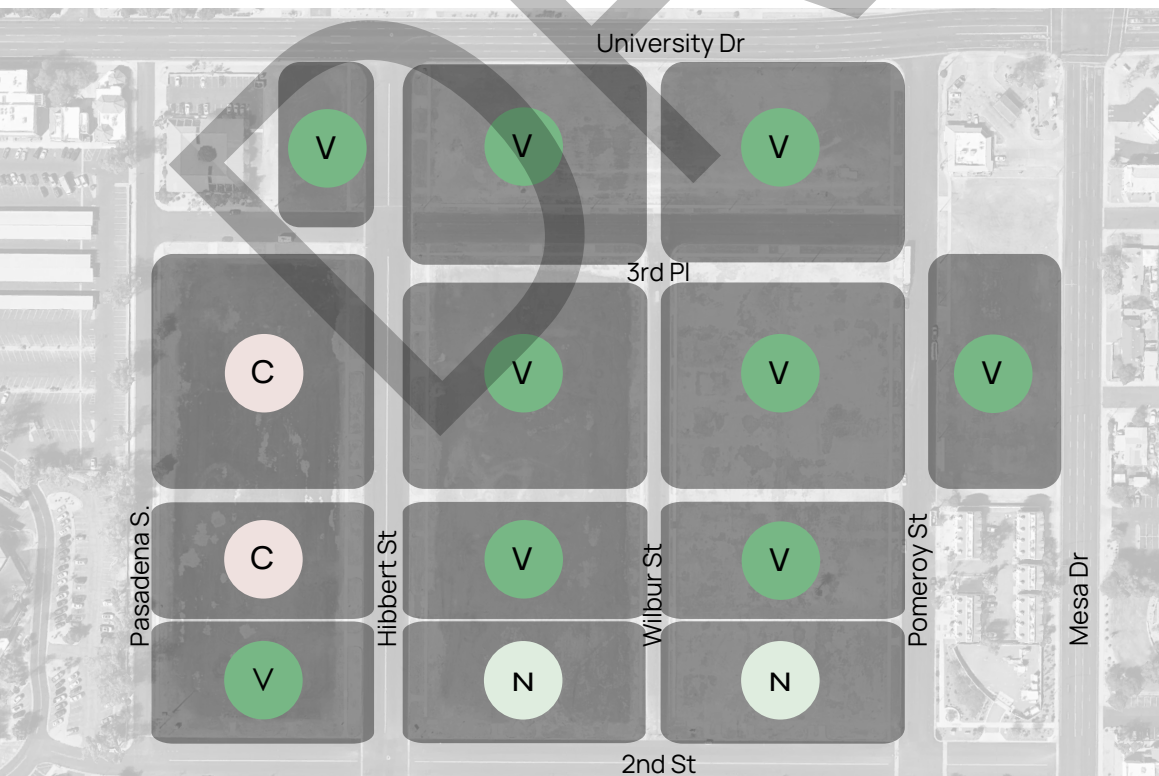 University Dr
V
V
V
3rd Pl
C
V
V
V
C
V
V
V
N
N
Pasadena S.
Hibbert St
Wilbur St
Pomeroy St
Mesa Dr
2nd St